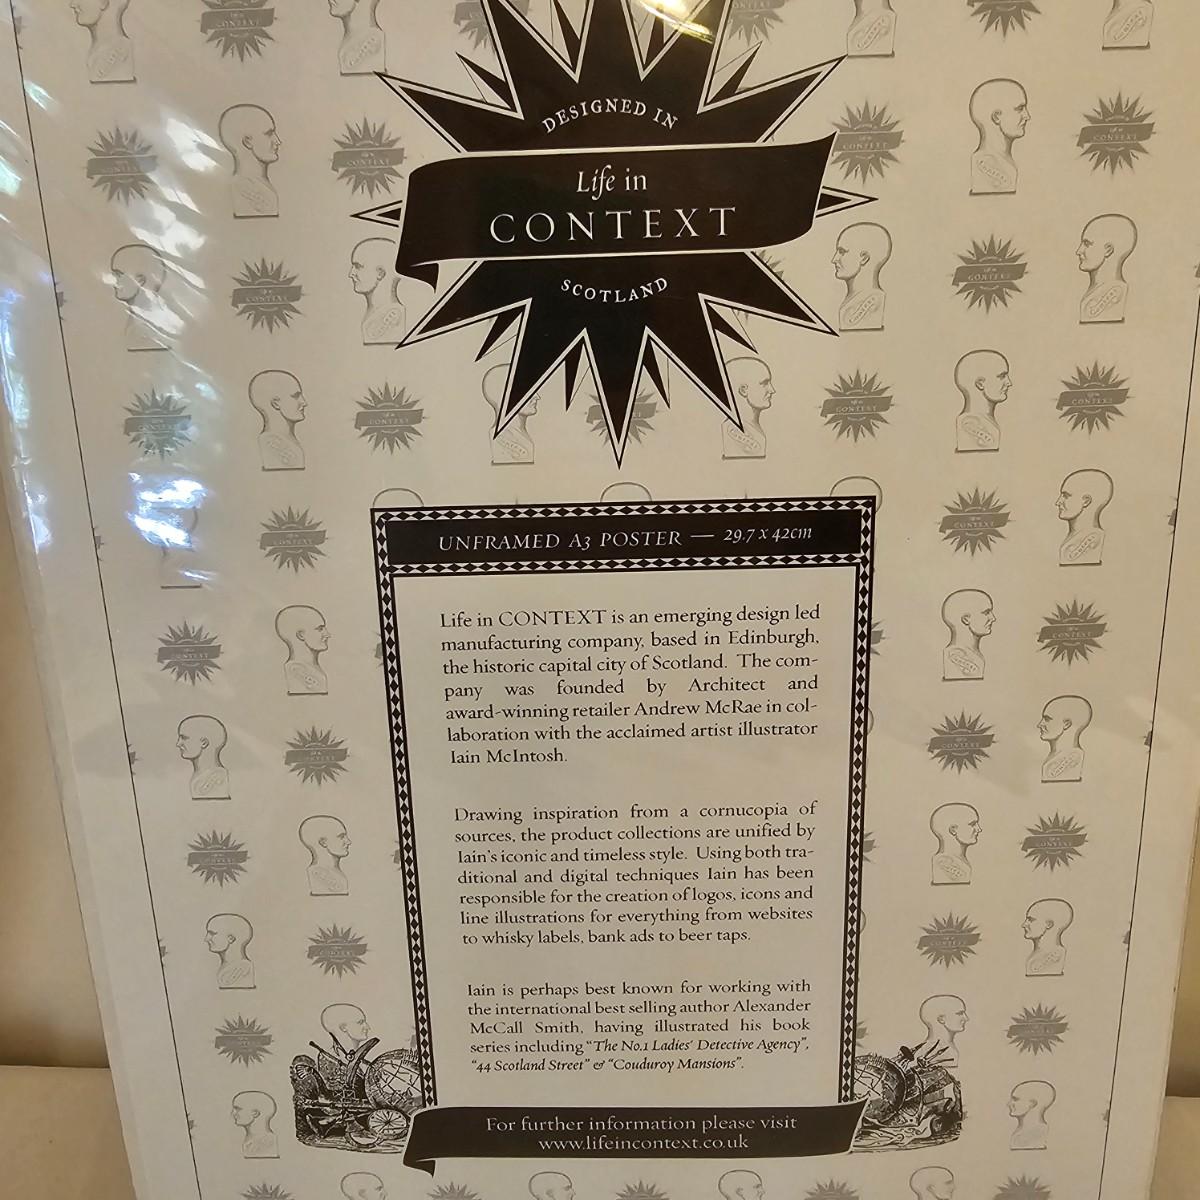 DESIGNED IN
Life in
CONTEXT
SCOTLAND
UNFRAMED A3 POSTER — 29.7 x 42cm
Life in CONTEXT is an emerging design led
manufacturing company, based in Edinburgh,
the historic capital city of Scotland. The com-
pany was founded by Architect and
award-winning retailer Andrew McRae in col-
laboration with the acclaimed artist illustrator
Iain McIntosh.
Drawing inspiration from a cornucopia of
sources, the product collections are unified by
Iain's iconic and timeless style. Using both tra-
ditional and digital techniques Iain has been
responsible for the creation of logos, icons and
line illustrations for everything from websites
to whisky labels, bank ads to beer taps.
Iain is perhaps best known for working with
the international best selling author Alexander
McCall Smith, having illustrated his book
series including "The No.1 Ladies' Detective Agency",
"44 Scotland Street" & "Couduroy Mansions".
For further information please visit
www.lifeincontext.co.uk